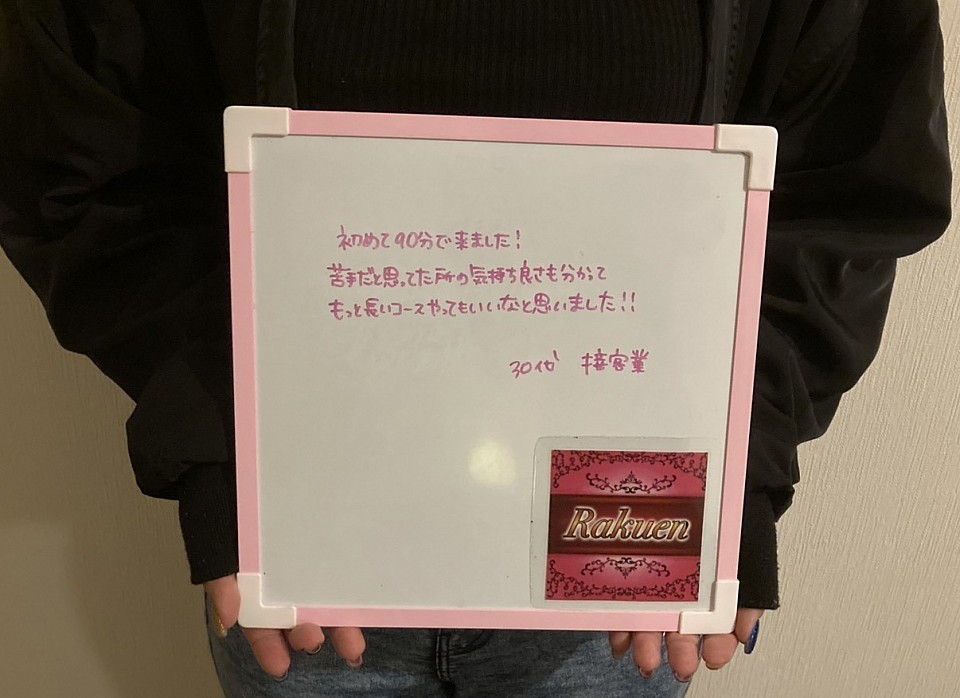 初めて90分で来ました!
苦手だと思ってた所の気持ち良さも分かって
もっと長いコースやってもいいなと思いました!!
30代 接客業
Rakuen